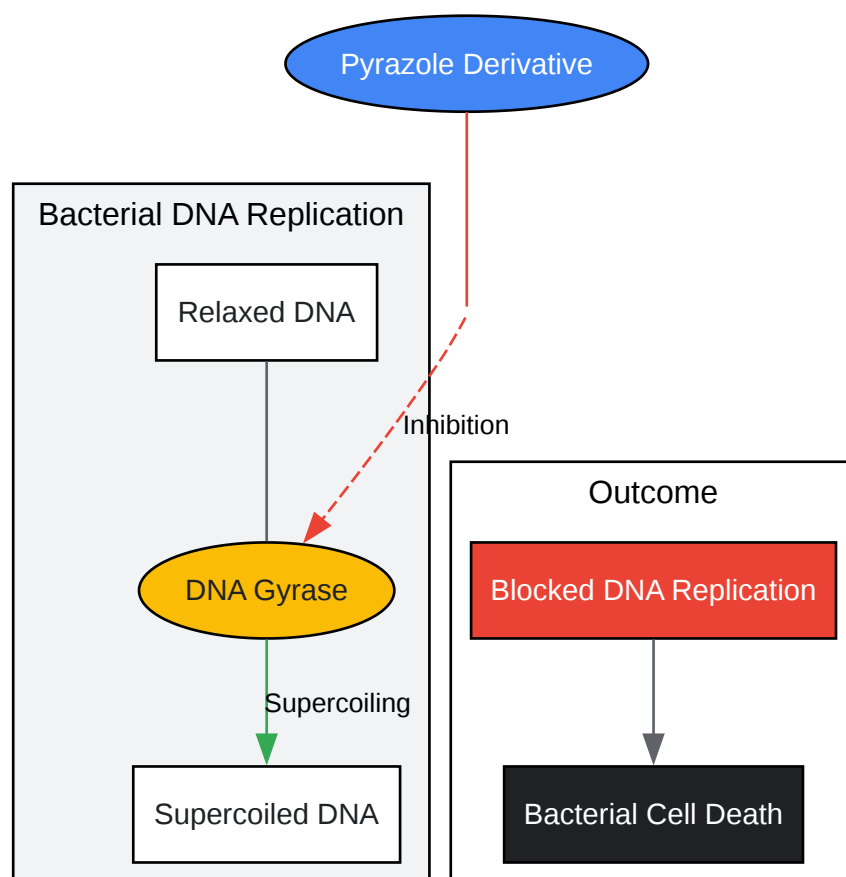 Pyrazole Derivative
Bacterial DNA Replication
Relaxed DNA
Inhibition
Outcome
DNA Gyrase
Blocked DNA Replication
Supercoiling
Supercoiled DNA
Bacterial Cell Death